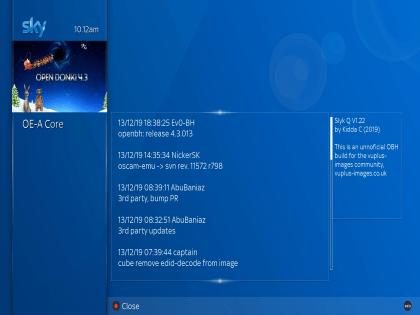 sky
10.12am
OPEN DONKI 4.3
OE-A Core
13/12/19 18:38:25 Ev0-BH
openbh: release 4.3.013
13/12/19 14:35:34 NickerSK
oscam-emu -> svn rev. 11572 r798
13/12/19 08:39:11 AbuBaniaz
3rd party, bump PR
13/12/19 08:32:51 AbuBaniaz
3rd party updates
13/12/19 07:39:44 captain
cube remove edid-decode from image
Slyk Q V1.22
by Kidda C (2019)
This is an unnoficial OBH
build for the vuplus-
images community,
vuplus-images.co.uk
Close